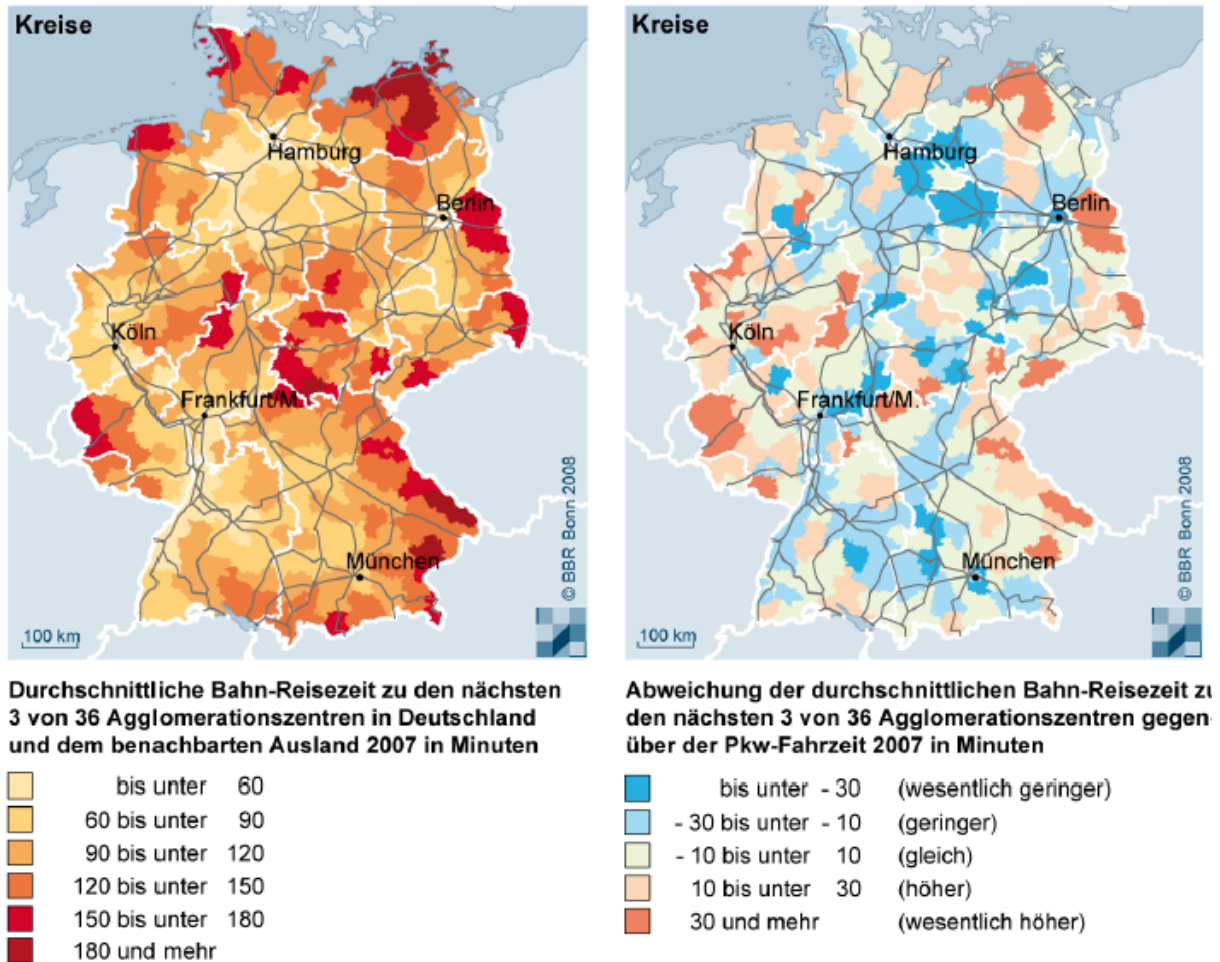 Kreise
Hamburg
Berlin
Köln
Frankfurt/M.
München
100 km
© BBR Bonn 2008
Durchschnittliche Bahn-Reisezeit zu den nächsten
3 von 36 Agglomerationszentren in Deutschland
und dem benachbarten Ausland 2007 in Minuten
bis unter 60
60 bis unter 90
90 bis unter 120
120 bis unter 150
150 bis unter 180
180 und mehr
Kreise
Hamburg
Berlin
Köln
Frankfurt/M.
München
100 km
© BBR Bonn 2008
Abweichung der durchschnittlichen Bahn-Reisezeit zu
den nächsten 3 von 36 Agglomerationszentren gegen-
über der Pkw-Fahrzeit 2007 in Minuten
bis unter - 30 (wesentlich geringer)
- 30 bis unter - 10 (geringer)
- 10 bis unter 10 (gleich)
10 bis unter 30 (höher)
30 und mehr (wesentlich höher)